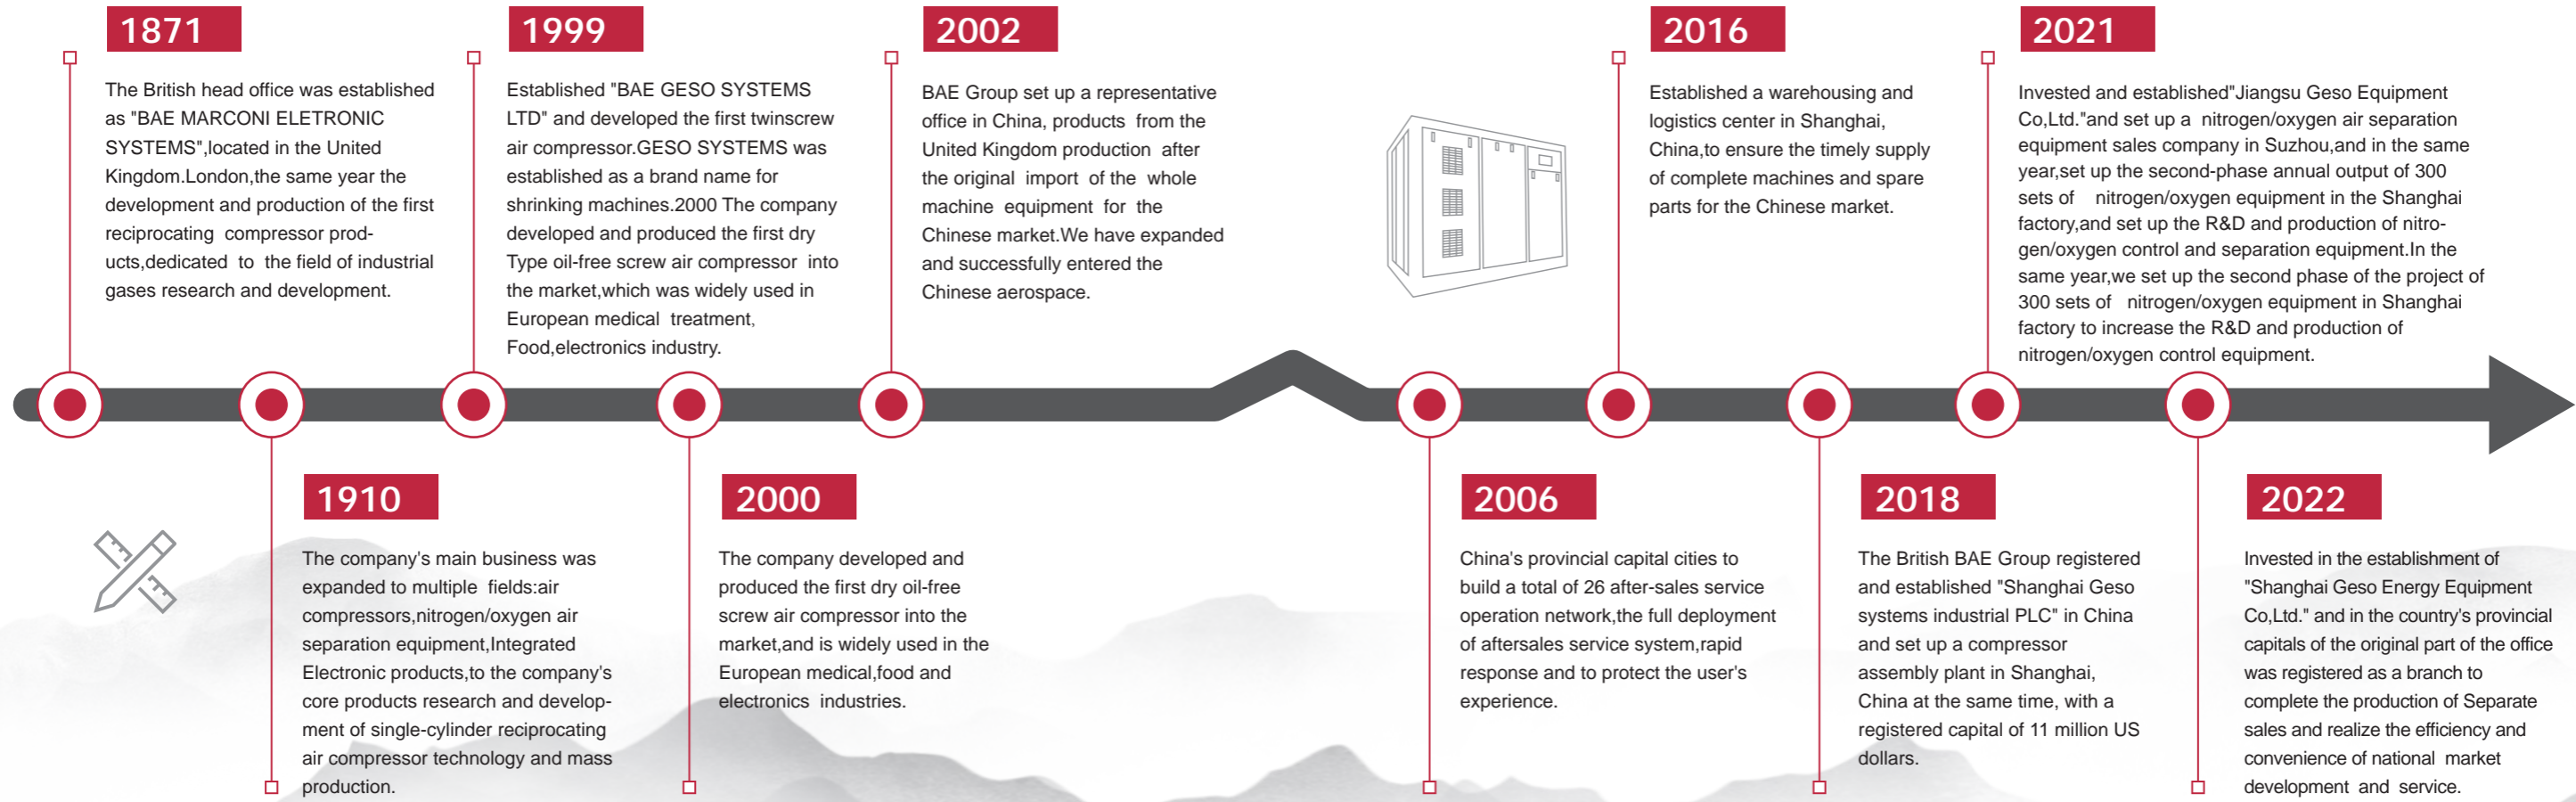 1871
The British head office was established
as "BAE MARCONI ELETRONIC
SYSTEMS",located in the United
Kingdom.London,the same year the
development and production of the first
reciprocating compressor prod-
ucts,dedicated to the field of industrial
gases research and development.
1910
The company's main business was
expanded to multiple fields:air
compressors,nitrogen/oxygen air
separation equipment,Integrated
Electronic products,to the company's
core products research and develop-
ment of single-cylinder reciprocating
air compressor technology and mass
production.
1999
Established "BAE GESO SYSTEMS
LTD" and developed the first twinscrew
air compressor.GESO SYSTEMS was
established as a brand name for
shrinking machines.2000 The company
developed and produced the first dry
Type oil-free screw air compressor into
the market,which was widely used in
European medical treatment,
Food,electronics industry.
2000
The company developed and
produced the first dry oil-free
screw air compressor into the
market,and is widely used in the
European medical,food and
electronics industries.
2002
BAE Group set up a representative
office in China, products from the
United Kingdom production after
the original import of the whole
machine equipment for the
Chinese market.We have expanded
and successfully entered the
Chinese aerospace.
2006
China's provincial capital cities to
build a total of 26 after-sales service
operation network,the full deployment
of aftersales service system,rapid
response and to protect the user's
experience.
2016
Established a warehousing and
logistics center in Shanghai,
China,to ensure the timely supply
of complete machines and spare
parts for the Chinese market.
2018
The British BAE Group registered
and established "Shanghai Geso
systems industrial PLC" in China
and set up a compressor
assembly plant in Shanghai,
China at the same time, with a
registered capital of 11 million US
dollars.
2021
Invested and established"Jiangsu Geso Equipment
Co,Ltd."and set up a nitrogen/oxygen air separation
equipment sales company in Suzhou,and in the same
year,set up the second-phase annual output of 300
sets of nitrogen/oxygen equipment in the Shanghai
factory,and set up the R&D and production of nitro-
gen/oxygen control and separation equipment.In the
same year,we set up the second phase of the project of
300 sets of nitrogen/oxygen equipment in Shanghai
factory to increase the R&D and production of
nitrogen/oxygen control equipment.
2022
Invested in the establishment of
"Shanghai Geso Energy Equipment
Co,Ltd." and in the country's provincial
capitals of the original part of the office
was registered as a branch to
complete the production of Separate
sales and realize the efficiency and
convenience of national market
development and service.